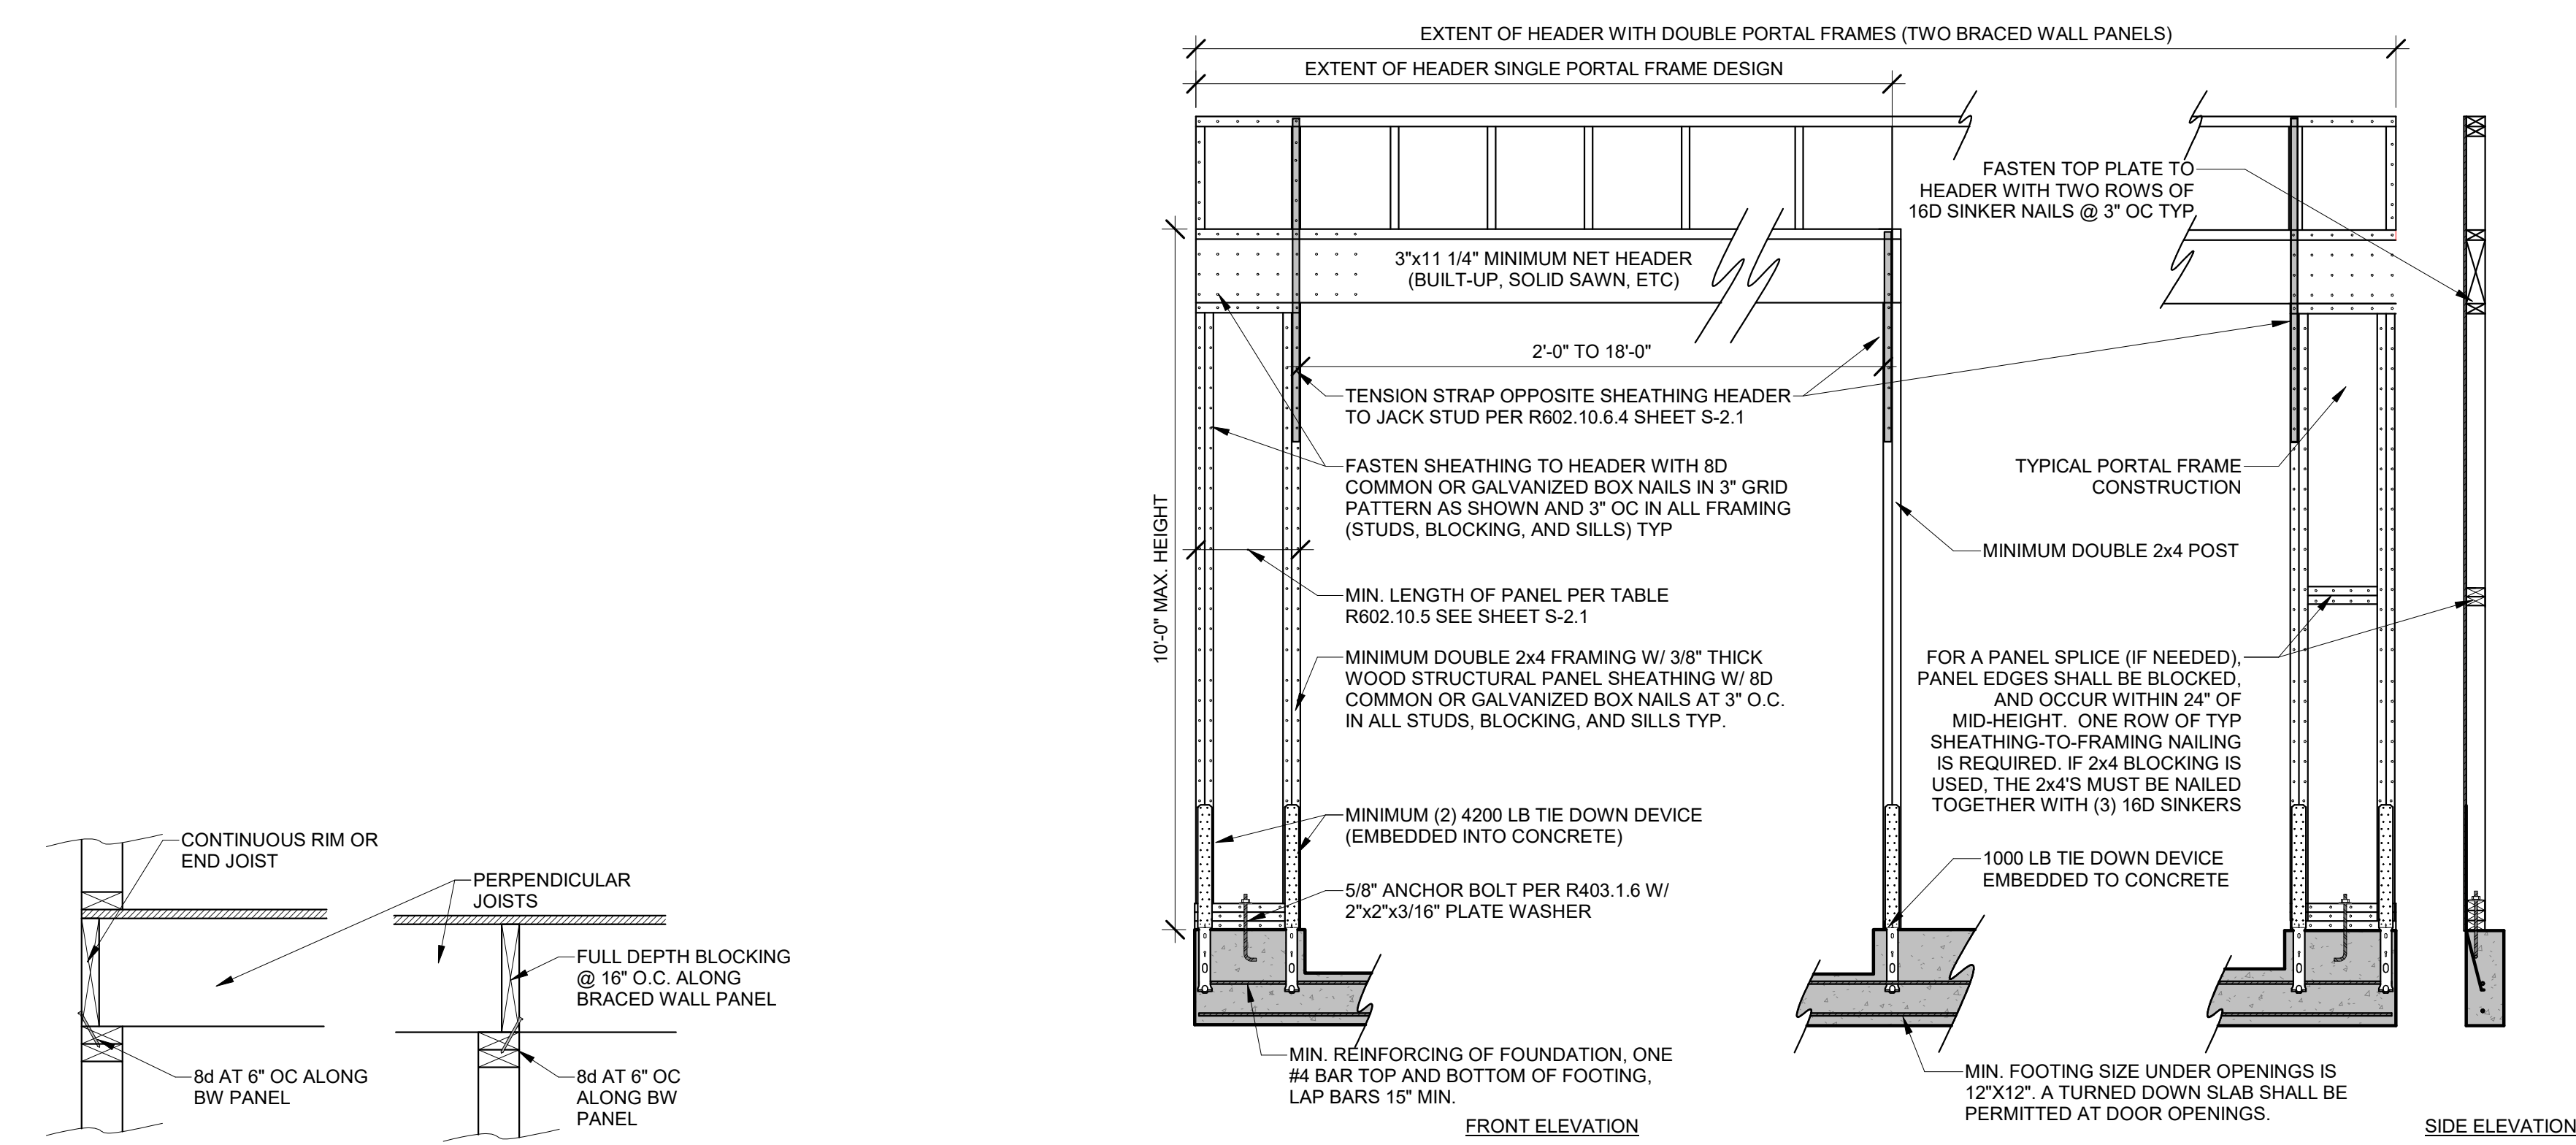 EXTENT OF HEADER WITH DOUBLE PORTAL FRAMES (TWO BRACED WALL PANELS)
EXTENT OF HEADER SINGLE PORTAL FRAME DESIGN
FASTEN TOP PLATE TO
HEADER WITH TWO ROWS OF
16D SINKER NAILS @ 3" OC TYP
3"x11 1/4" MINIMUM NET HEADER
(BUILT-UP, SOLID SAWN, ETC)
2'-0" TO 18'-0"
TENSION STRAP OPPOSITE SHEATHING HEADER
TO JACK STUD PER R602.10.6.4 SHEET S-2.1
FASTEN SHEATHING TO HEADER WITH 8D
COMMON OR GALVANIZED BOX NAILS IN 3" GRID
PATTERN AS SHOWN AND 3" OC IN ALL FRAMING
(STUDS, BLOCKING, AND SILLS) TYP
TYPICAL PORTAL FRAME
CONSTRUCTION
10'-0" MAX. HEIGHT
MINIMUM DOUBLE 2x4 POST
MIN. LENGTH OF PANEL PER TABLE
R602.10.5 SEE SHEET S-2.1
MINIMUM DOUBLE 2x4 FRAMING W/ 3/8" THICK
WOOD STRUCTURAL PANEL SHEATHING W/ 8D
COMMON OR GALVANIZED BOX NAILS AT 3" O.C.
IN ALL STUDS, BLOCKING, AND SILLS TYP.
FOR A PANEL SPLICE (IF NEEDED),
PANEL EDGES SHALL BE BLOCKED,
AND OCCUR WITHIN 24" OF
MID-HEIGHT. ONE ROW OF TYP
SHEATHING-TO-FRAMING NAILING
IS REQUIRED. IF 2x4 BLOCKING IS
USED, THE 2x4'S MUST BE NAILED
TOGETHER WITH (3) 16D SINKERS
MINIMUM (2) 4200 LB TIE DOWN DEVICE
(EMBEDDED INTO CONCRETE)
1000 LB TIE DOWN DEVICE
EMBEDDED TO CONCRETE
5/8" ANCHOR BOLT PER R403.1.6 W/
2"x2"x3/16" PLATE WASHER
MIN. REINFORCING OF FOUNDATION, ONE
#4 BAR TOP AND BOTTOM OF FOOTING,
LAP BARS 15" MIN.
MIN. FOOTING SIZE UNDER OPENINGS IS
12"X12". A TURNED DOWN SLAB SHALL BE
PERMITTED AT DOOR OPENINGS.
FRONT ELEVATION
SIDE ELEVATION
CONTINUOUS RIM OR
END JOIST
PERPENDICULAR
JOISTS
FULL DEPTH BLOCKING
@ 16" O.C. ALONG
BRACED WALL PANEL
8d AT 6" OC ALONG
BW PANEL
8d AT 6" OC
ALONG BW
PANEL